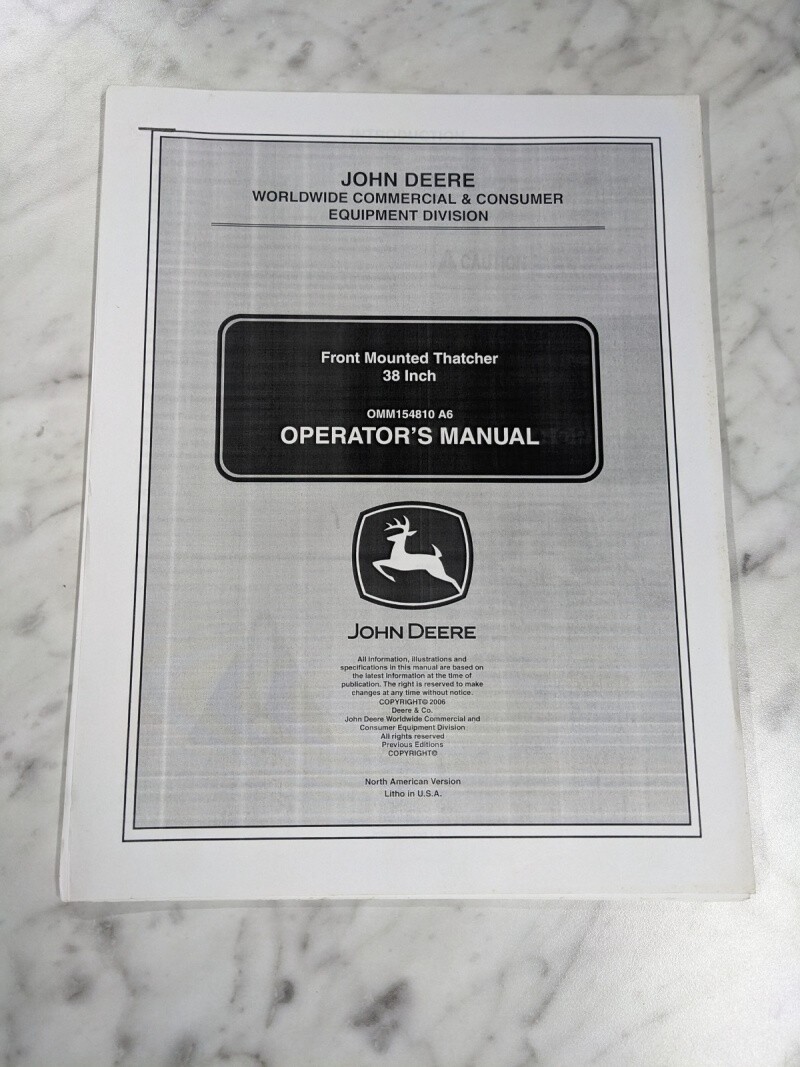 JOHN DEERE
WORLDWIDE COMMERCIAL & CONSUMER
EQUIPMENT DIVISION
CAUTION
Front Mounted Thatcher
38 Inch
OMM154810 A6
OPERATOR'S MANUAL
JOHN DEERE
All information, illustrations and
specifications in this manual are based on
the latest information at the time of
publication. The right is reserved to make
changes at any time without notice.
COPYRIGHT© 2006
Deere & Co.
John Deere Worldwide Commercial and
Consumer Equipment Division
All rights reserved
Previous Editions
COPYRIGHT©
North American Version
Litho in U.S.A.